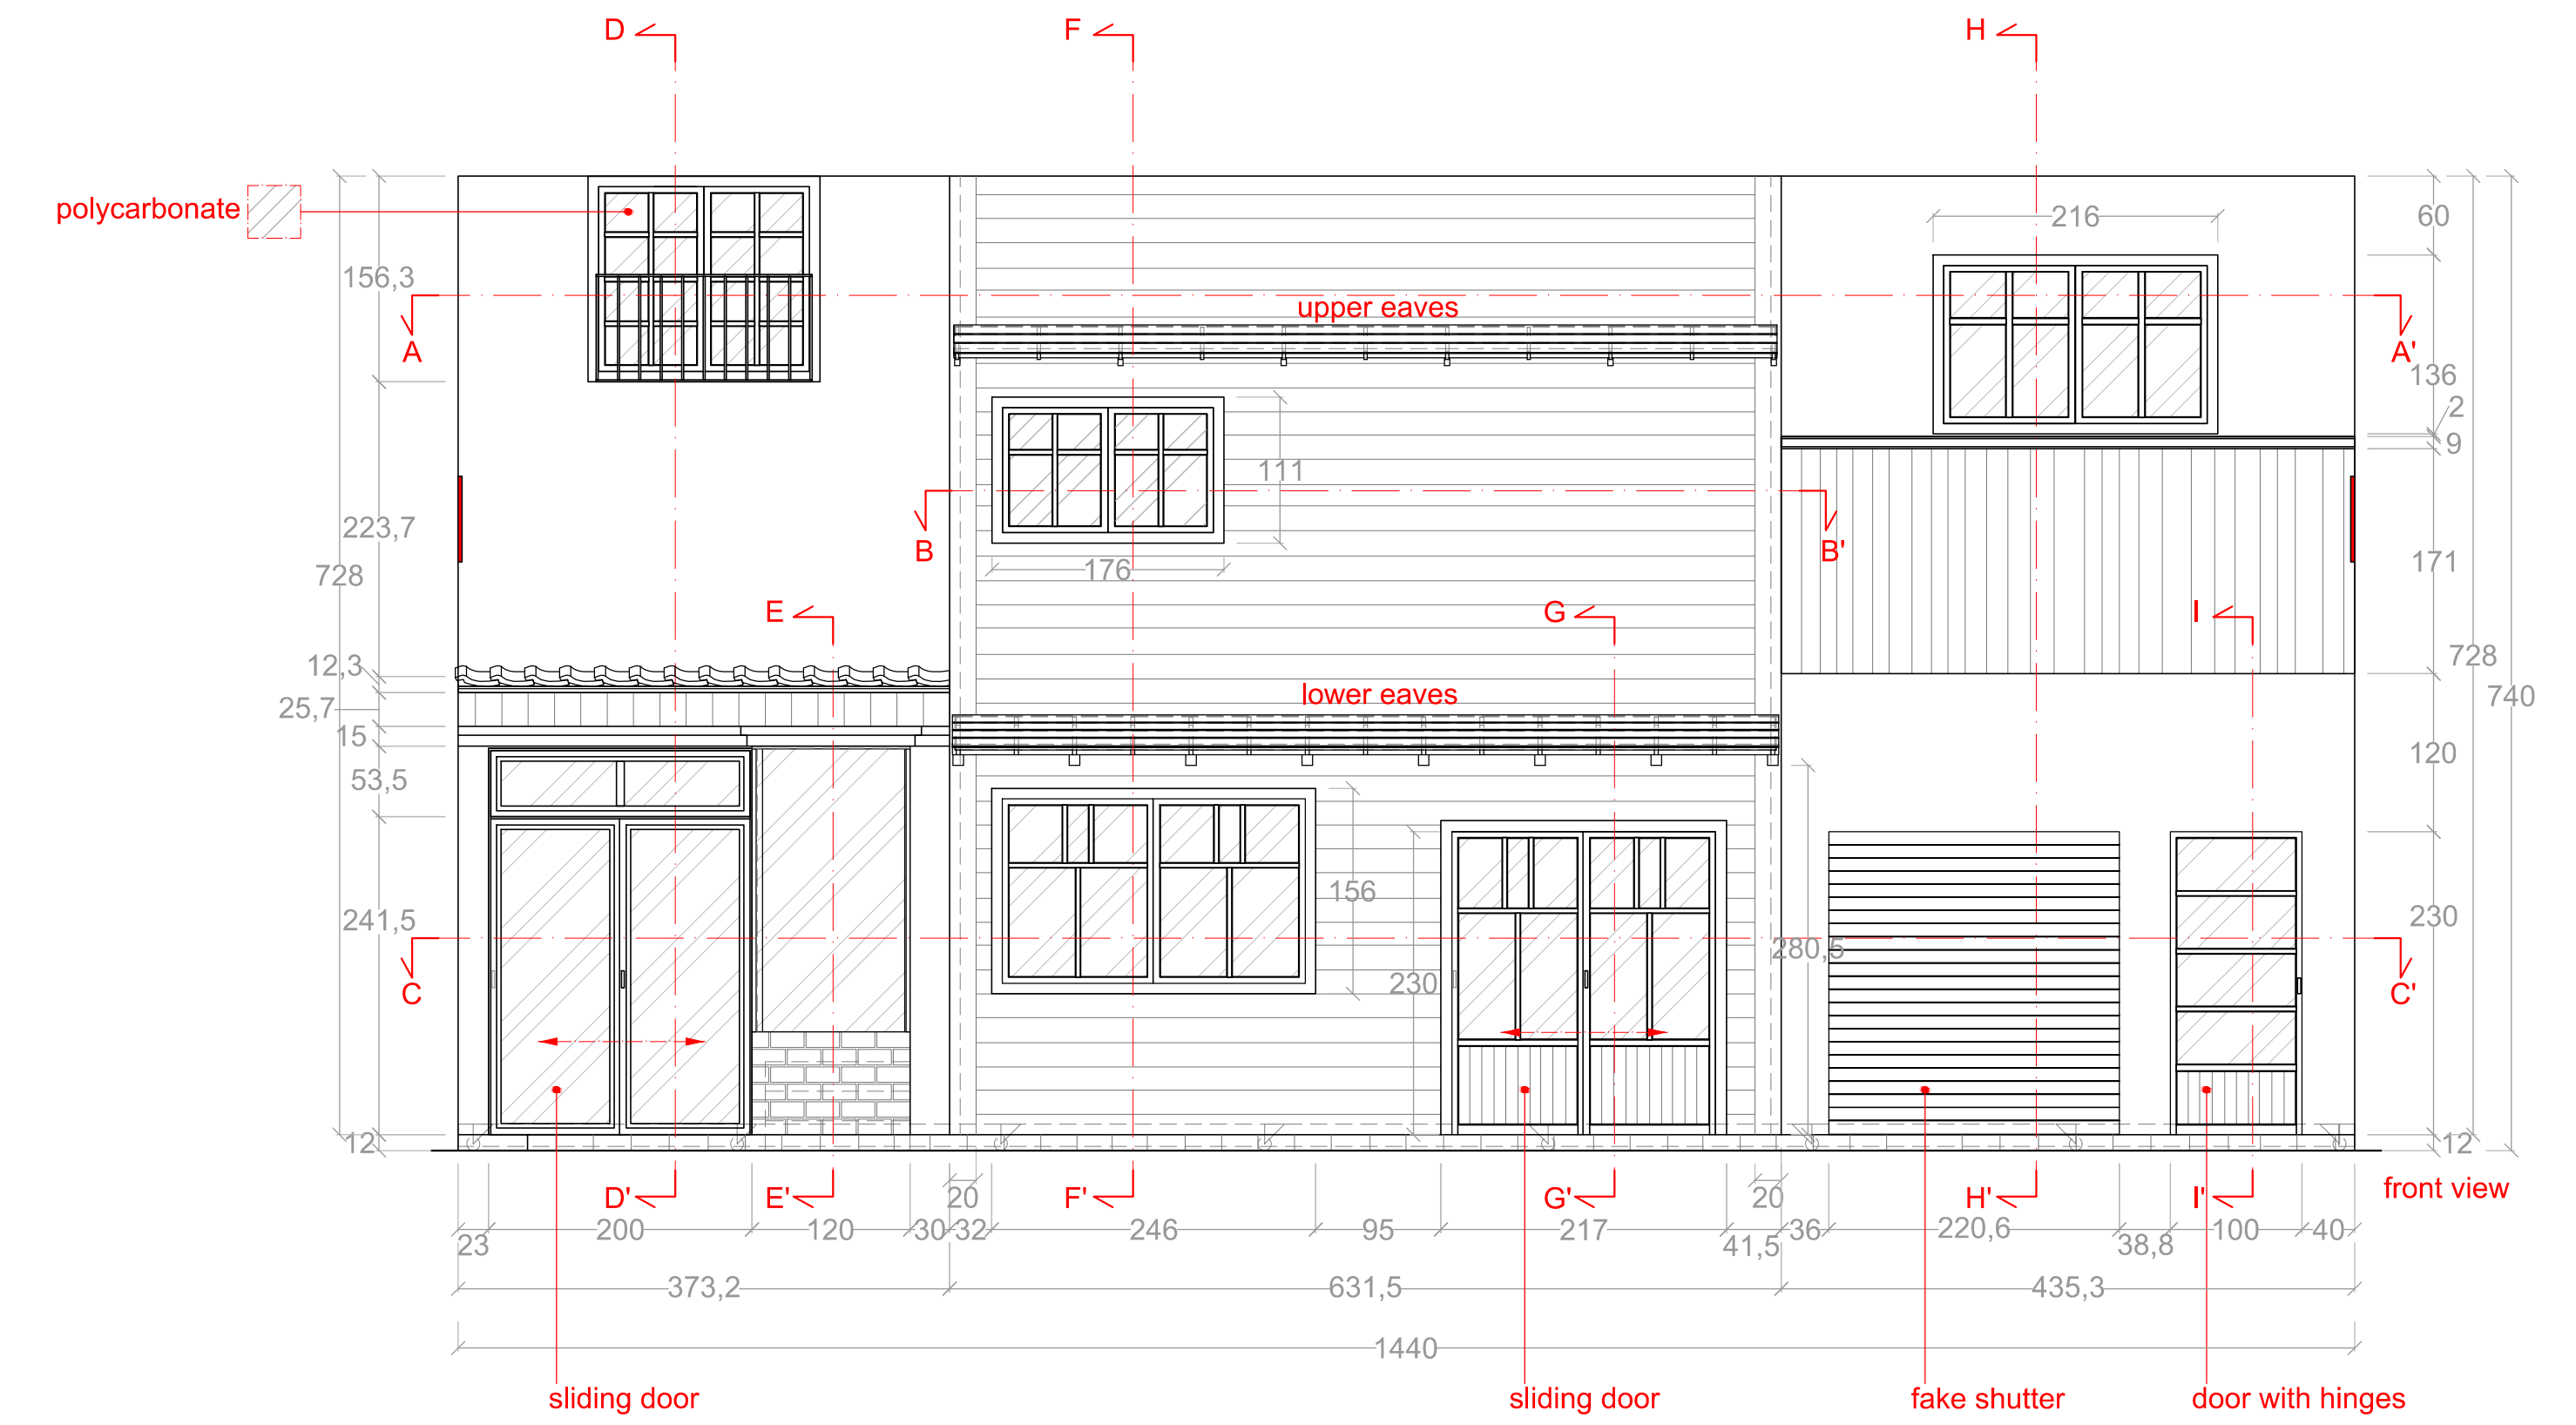 D F H
polycarbonate
216
60
156,3
upper eaves
A A'
136
2
9
111
223,7
B B'
171
176
728
E G I
12,3
728
lower eaves
740
25,7
15
120
53,5
156
241,5
230
280,5
230
C C'
12
12
D' E' F' G' H' I'
front view
20 20
23 200 120 30 32 246 95 217 41,5 36 220,6 38,8 100 40
373,2 631,5 435,3
1440
sliding door sliding door fake shutter door with hinges